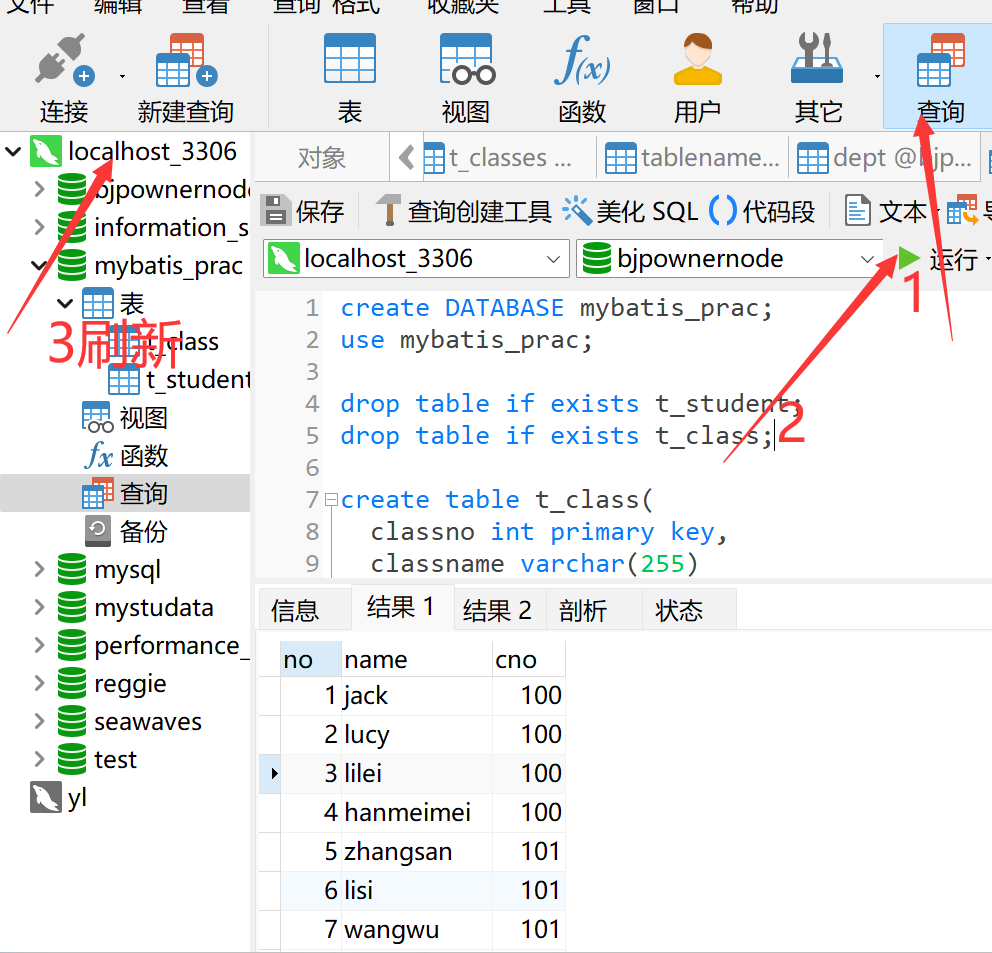 文件 编辑 查看 查询 格式 收藏夹 工具 窗口 帮助
连接 新建查询 表 视图 函数 用户 其它 查询
localhost_3306
bjpownernode
information_s
mybatis_prac
表
t_class
t_student
视图
函数
查询
备份
mysql
mystudata
performance_
reggie
seawaves
test
yl
3刷新
对象 t_classes ... tablename... dept @bjp...
保存 查询创建工具 美化 SQL 代码段 文本
localhost_3306 bjpownernode 运行
1
2
1 create DATABASE mybatis_prac;
2 use mybatis_prac;
3
4 drop table if exists t_student;
5 drop table if exists t_class;
6
7 create table t_class(
8 classno int primary key,
9 classname varchar(255)
信息 结果 1 结果 2 剖析 状态
no name cno
1 jack 100
2 lucy 100
3 lilei 100
4 hanmeimei 100
5 zhangsan 101
6 lisi 101
7 wangwu 101